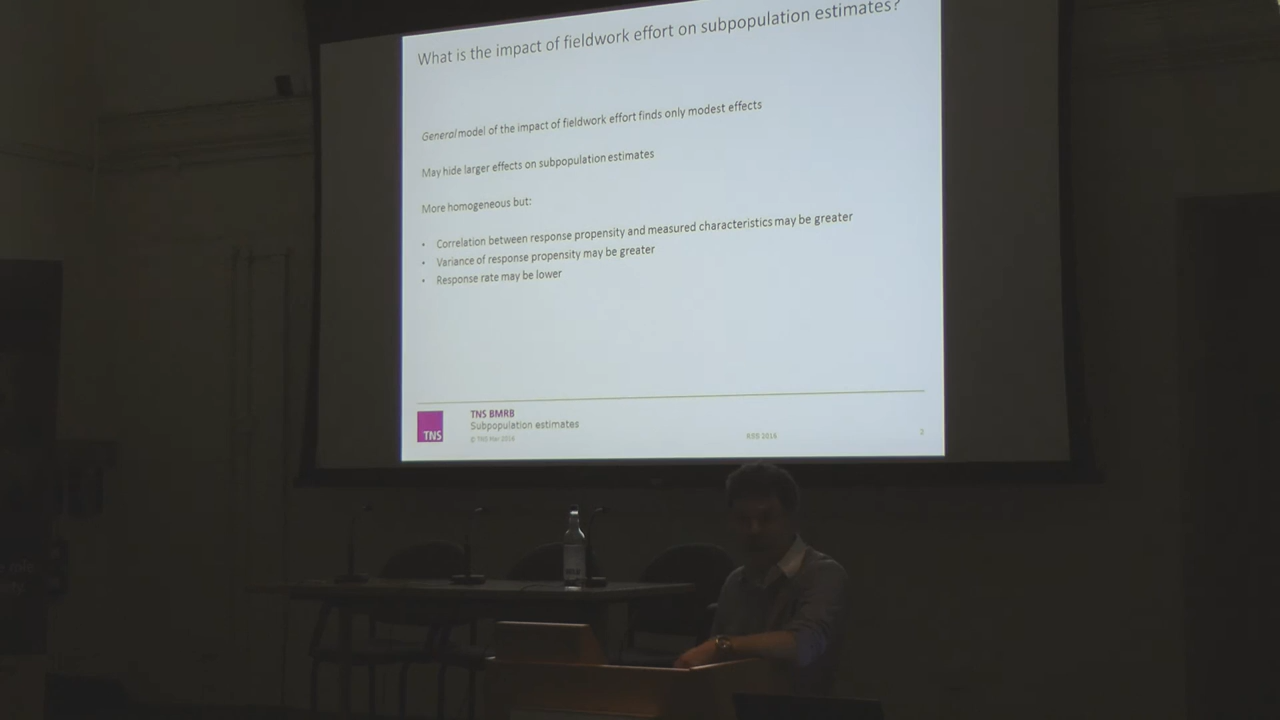 What is the impact of fieldwork effort on subpopulation estimates?
General model of the impact of fieldwork effort finds only modest effects
May hide larger effects on subpopulation estimates
More homogeneous but:
• Correlation between response propensity and measured characteristics may be greater
• Variance of response propensity may be greater
• Response rate may be lower
TNS
TNS BMRB
Subpopulation estimates
© TNS Mar 2016
2